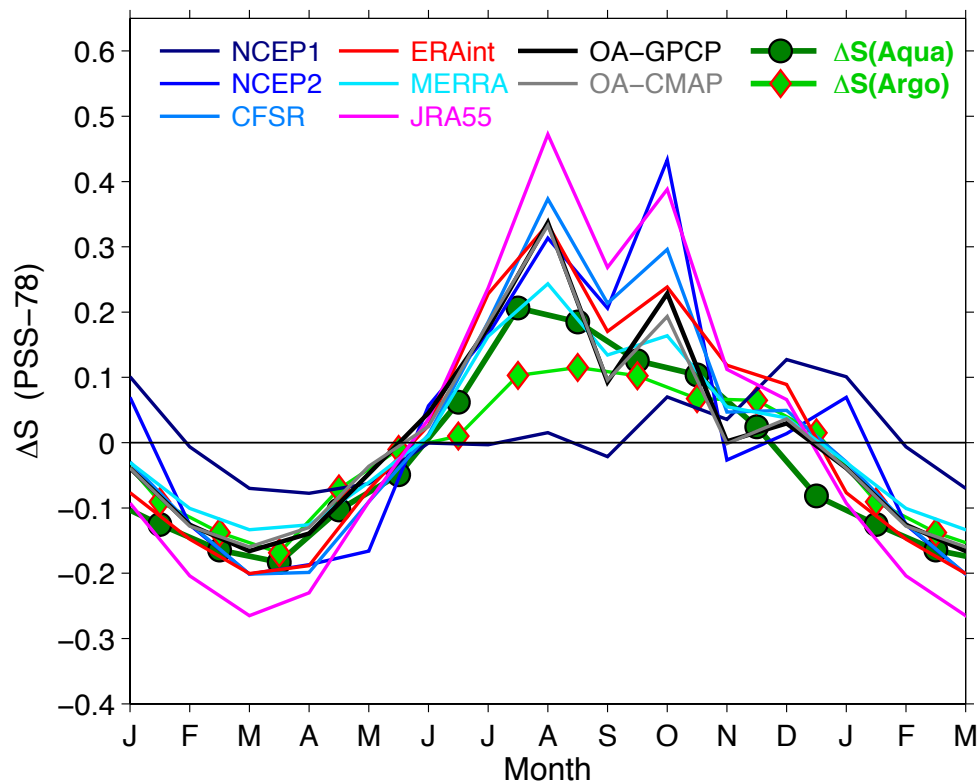 NCEP1 ERAint OA−GPCP ΔS(Aqua)
NCEP2 MERRA OA−CMAP ΔS(Argo)
CFSR JRA55
0.6
0.5
0.4
0.3
0.2
0.1
0
−0.1
−0.2
−0.3
−0.4
ΔS (PSS−78)
J F M A M J J A S O N D J F M
Month